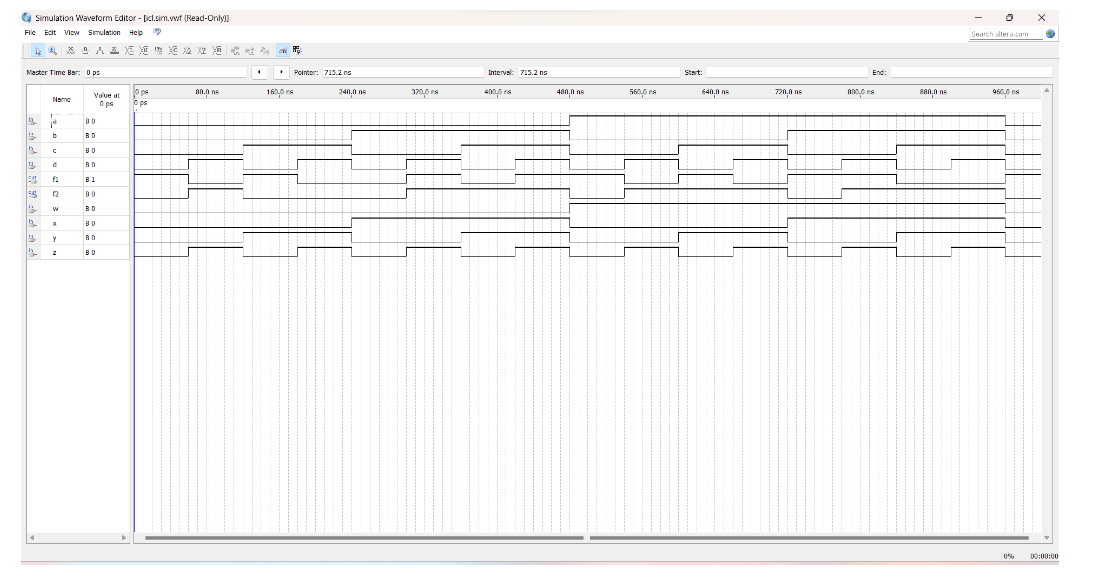 Simulation Waveform Editor - [icl.sim.vwf (Read-Only)]
File Edit View Simulation Help
Search altera.com
Master Time Bar: 0 ps Pointer: 715.2 ns Interval: 715.2 ns Start: End:
Name Value at 0 ps
0 ps 80.0 ns 160.0 ns 240.0 ns 320.0 ns 400.0 ns 480.0 ns 560.0 ns 640.0 ns 720.0 ns 800.0 ns 880.0 ns 960.0 ns
0 ps
a B 0
b B 0
c B 0
d B 0
f1 B 1
f2 B 0
w B 0
x B 0
y B 0
z B 0
0% 00:00:00